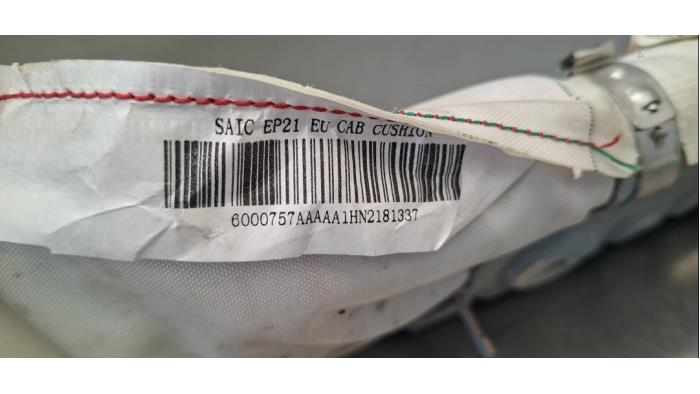 SAIC EP21 EU CAB CUSHION
6000757AAAAA1HN2181337